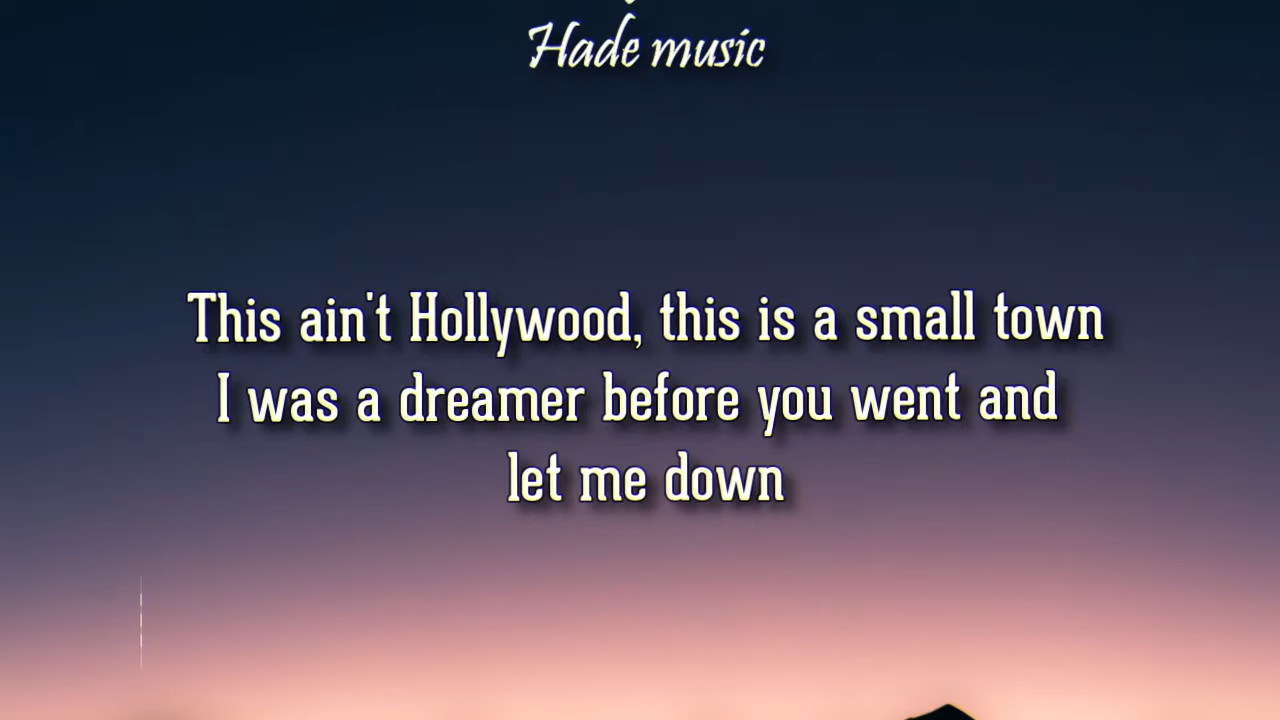 Hade music
This ain't Hollywood, this is a small town
I was a dreamer before you went and
let me down